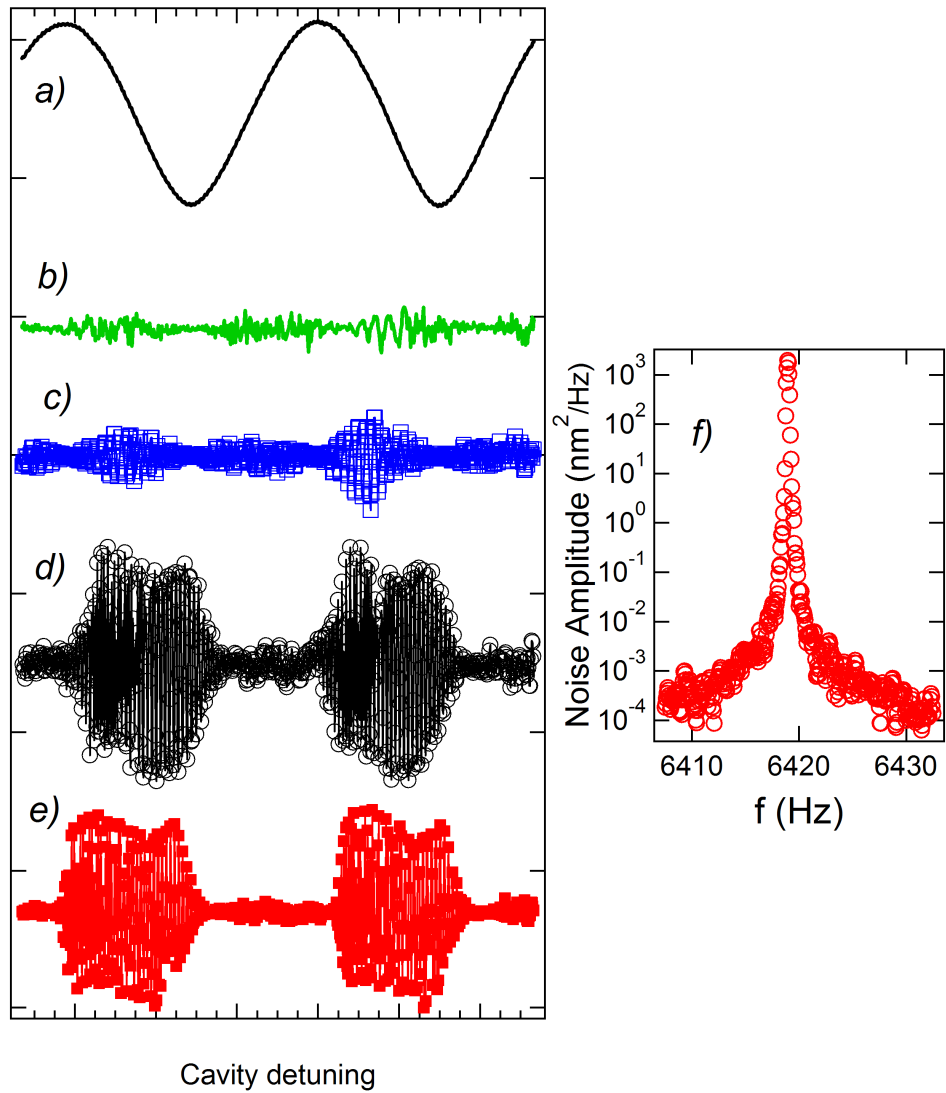 a)
b)
c)
d)
e)
Cavity detuning
f)
Noise Amplitude (nm²/Hz)
10³
10²
10¹
10⁰
10⁻¹
10⁻²
10⁻³
10⁻⁴
6410 6420 6430
f (Hz)